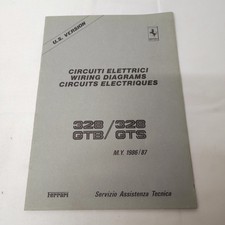 U.S. VERSION
CIRCUITI ELETTRICI
WIRING DIAGRAMS
CIRCUITS ELECTRIQUES
328/328
GTB/GTS
M.Y. 1986/87
ferrari
Servizio Assistenza Tecnica